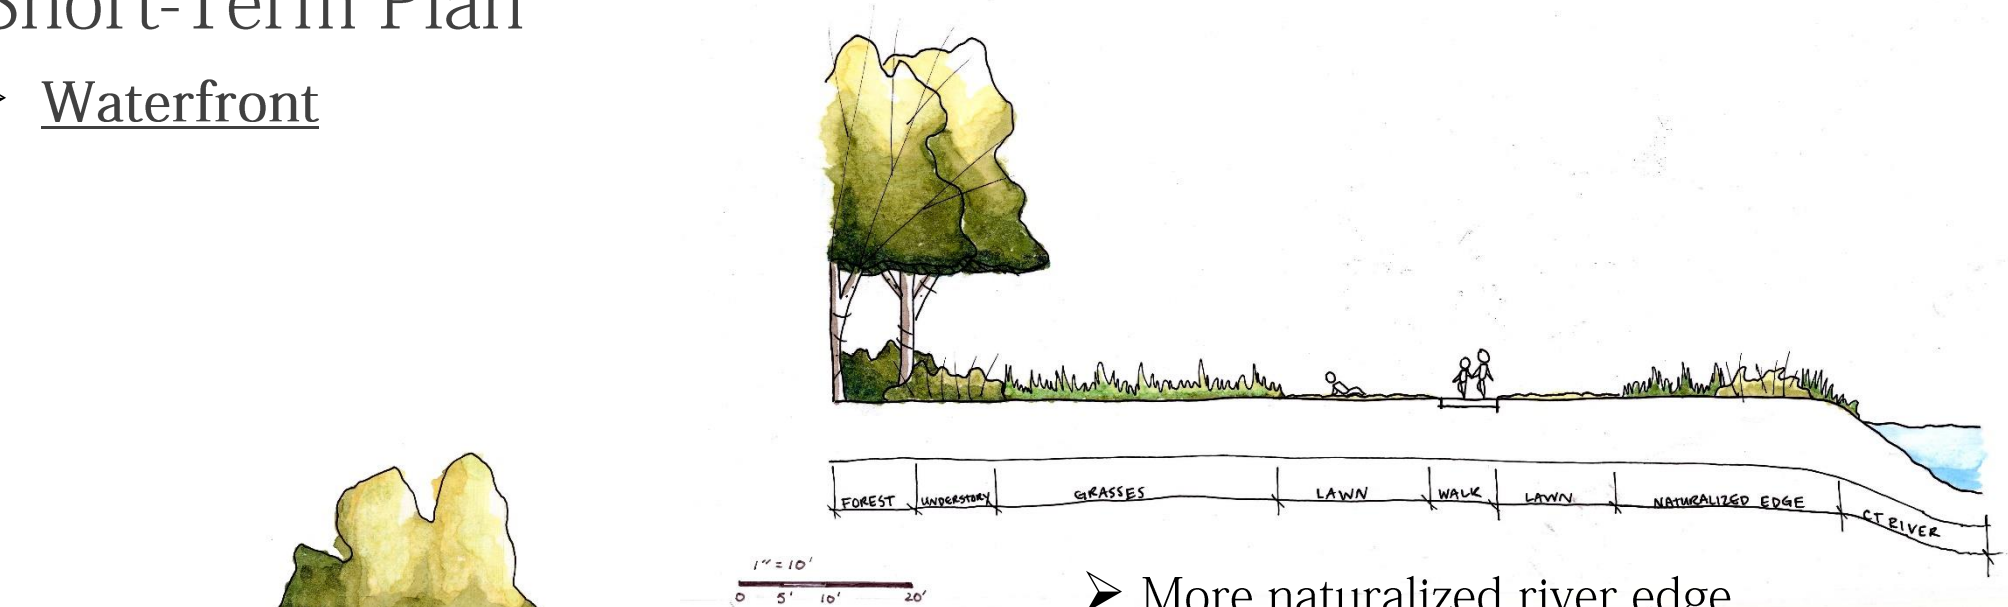 Short-Term Plan
Waterfront
FOREST UNDERSTORY GRASSES LAWN WALK LAWN NATURALIZED EDGE CT RIVER
1" = 10'
0 5' 10' 20'
➢ More naturalized river edge